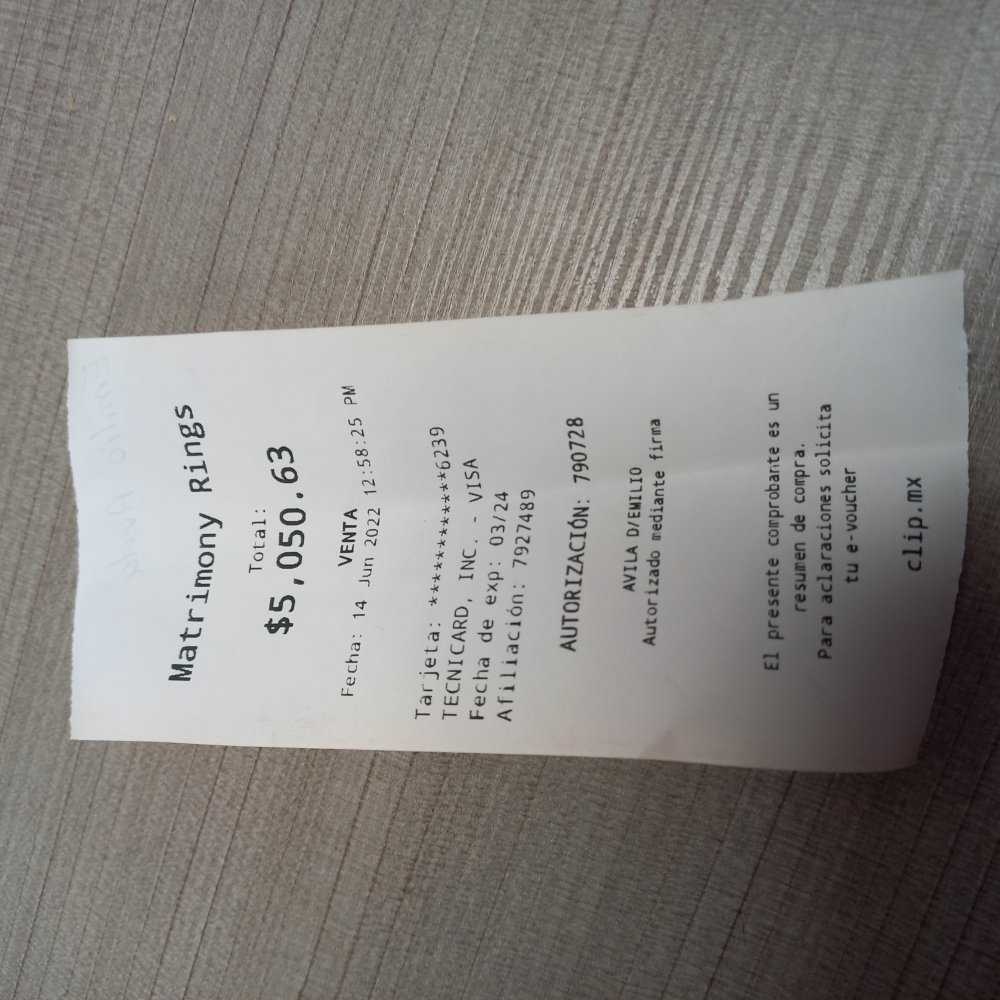 Matrimony Rings
Total:
$5,050.63
VENTA
Fecha: 14 Jun 2022 12:58:25 PM
Tarjeta: ************6239
TECNICARD, INC. - VISA
Fecha de exp: 03/24
Afiliación: 7927489
AUTORIZACIÓN: 790728
AVILA D/EMILIO
Autorizado mediante firma
El presente comprobante es un
resumen de compra.
Para aclaraciones solicita
tu e-voucher
clip.mx